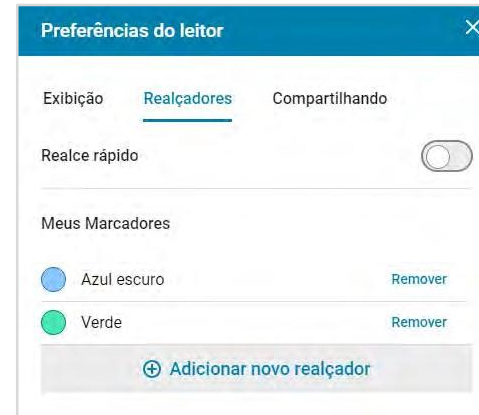 Preferências do leitor
Exibição Realçadores Compartilhando
Realce rápido
Meus Marcadores
Azul escuro Remover
Verde Remover
Adicionar novo realçador